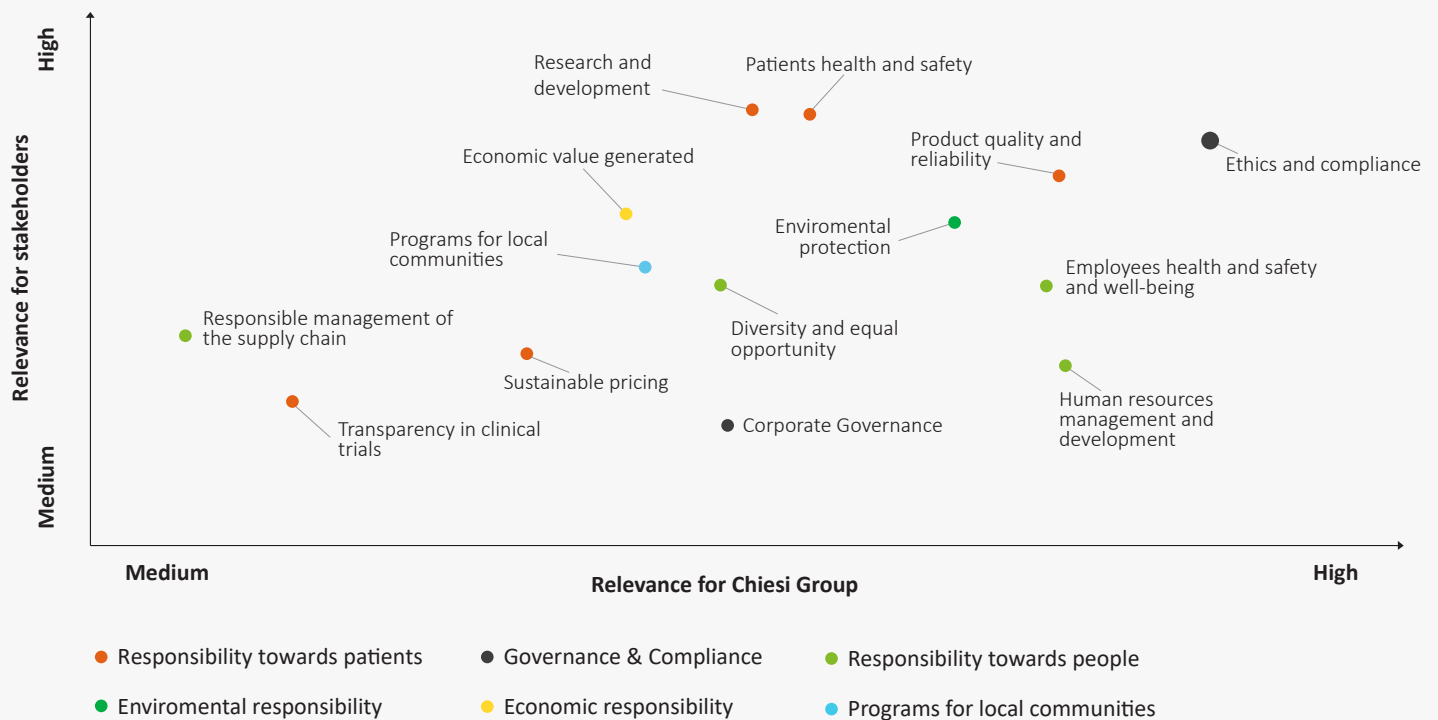 High
Relevance for stakeholders
Medium
Research and
development
Patients health and safety
Economic value generated
Product quality and
reliability
Ethics and compliance
Programs for local
communities
Enviromental
protection
Employees health and safety
and well-being
Responsible management of
the supply chain
Diversity and equal
opportunity
Sustainable pricing
Human resources
management and
development
Transparency in clinical
trials
Corporate Governance
Medium
Relevance for Chiesi Group
High
Responsibility towards patients
Governance & Compliance
Responsibility towards people
Enviromental responsibility
Economic responsibility
Programs for local communities